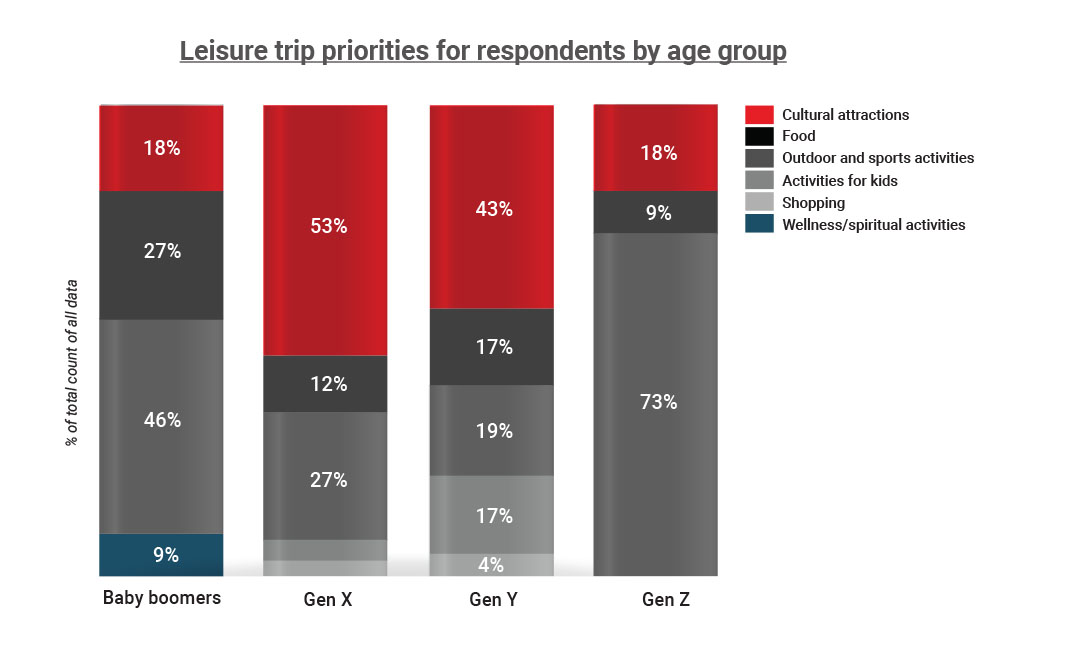 Leisure trip priorities for respondents by age group
Cultural attractions
Food
Outdoor and sports activities
Activities for kids
Shopping
Wellness/spiritual activities
% of total count of all data
18%
27%
46%
9%
53%
12%
27%
43%
17%
19%
17%
4%
18%
9%
73%
Baby boomers
Gen X
Gen Y
Gen Z